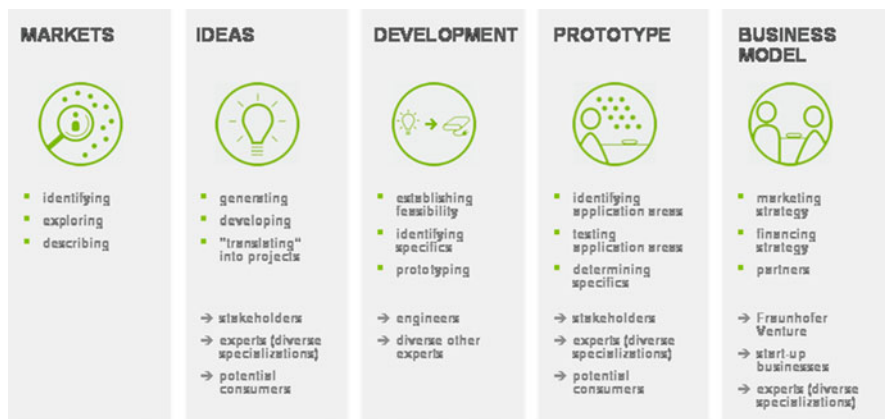 MARKETS
identifying
exploring
describing
IDEAS
generating
developing
"translating"
into projects
→ stakeholders
→ experts (diverse
specializations)
→ potential
consumers
DEVELOPMENT
establishing
feasibility
identifying
specifics
prototyping
→ engineers
→ diverse other
experts
PROTOTYPE
identifying
application areas
testing
application areas
determining
specifics
→ stakeholders
→ experts (diverse
specializations)
→ potential
consumers
BUSINESS
MODEL
marketing
strategy
financing
strategy
partners
→ Fraunhofer
Venture
→ start-up
businesses
→ experts (diverse
specializations)